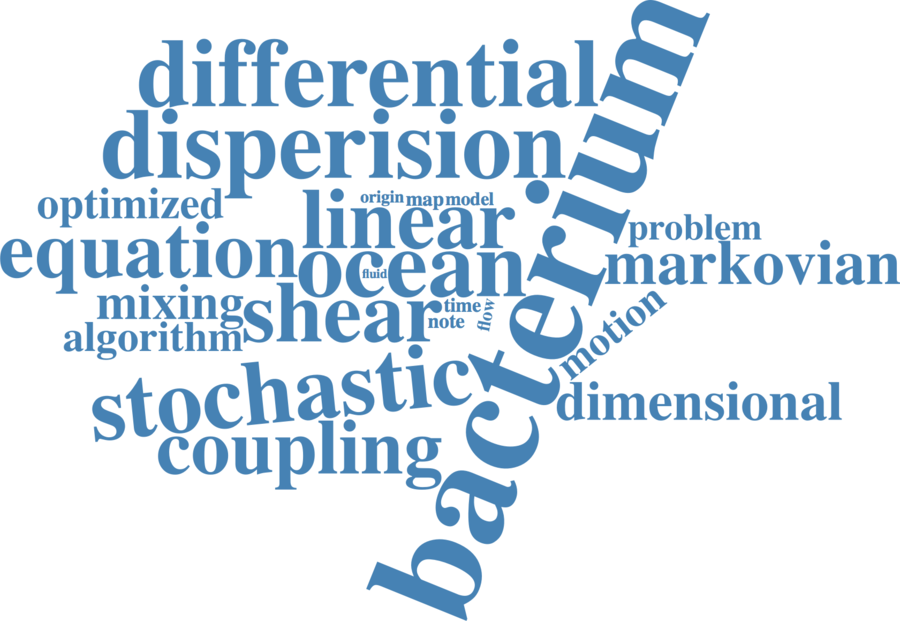 differential
disperision
bacterium
optimized
origin
map
model
linear
equation
ocean
problem
markovian
fluid
mixing
shear
time
note
flow
motion
algorithm
stochastic
dimensional
coupling